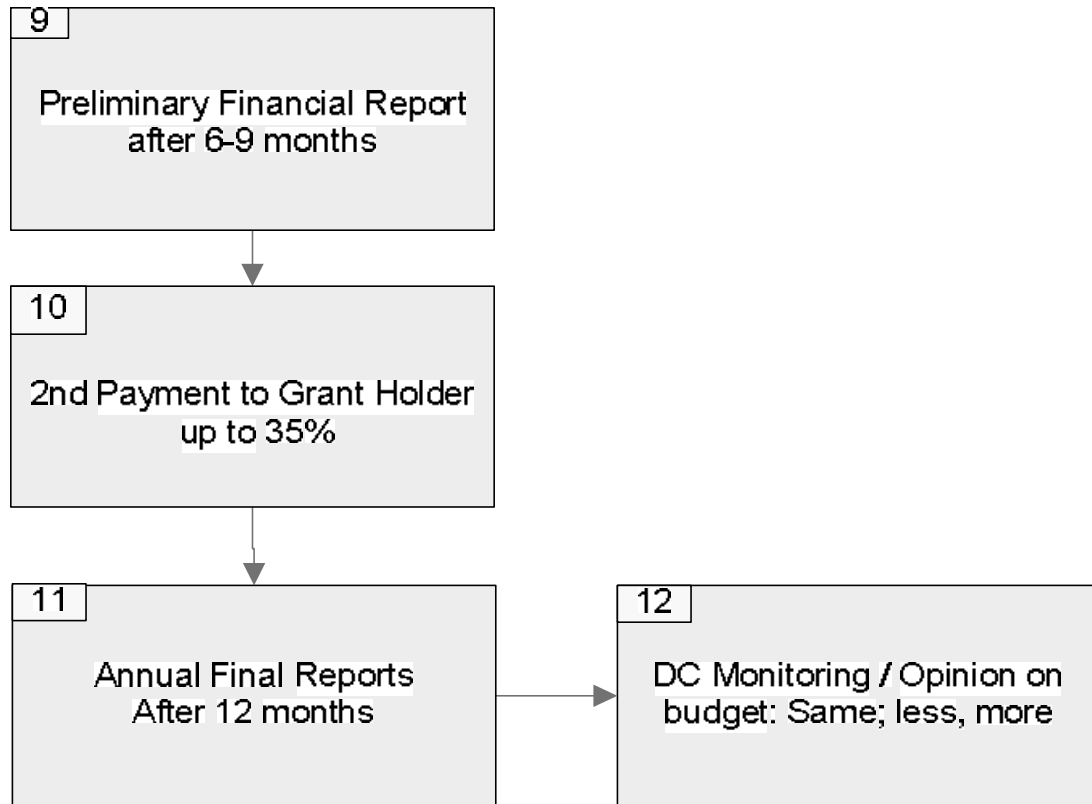 9
Preliminary Financial Report
after 6-9 months
10
2nd Payment to Grant Holder
up to 35%
11
Annual Final Reports
After 12 months
12
DC Monitoring / Opinion on
budget: Same; less, more